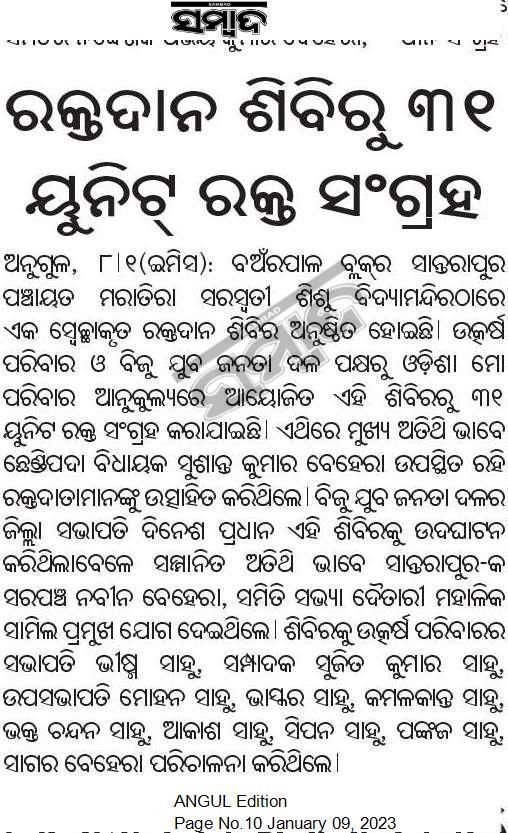 SAMBAD
ସମ୍ବାଦ
ରକ୍ତଦାନ ଶିବିରୁ ୩୧
ୟୁନିଟ୍ ରକ୍ତ ସଂଗ୍ରହ
ଅନୁଗୁଳ, ୮।୧(ଇମିସ): ବଅଁରପାଳ ବ୍ଲକ୍‌ର ସାନ୍ତରାପୁର
ପଞ୍ଚାୟତ ମରାତିରା ସରସ୍ୱତୀ ଶିଶୁ ବିଦ୍ୟାମନ୍ଦିରଠାରେ
ଏକ ସ୍ୱେଚ୍ଛାକୃତ ରକ୍ତଦାନ ଶିବିର ଅନୁଷ୍ଠିତ ହୋଇଛି। ଉତ୍କର୍ଷ
ପରିବାର ଓ ବିଜୁ ଯୁବ ଜନତା ଦଳ ପକ୍ଷରୁ ଓଡ଼ିଶା ମୋ
ପରିବାର ଆନୁକୁଲ୍ୟରେ ଆୟୋଜିତ ଏହି ଶିବିରରୁ ୩୧
ୟୁନିଟ ରକ୍ତ ସଂଗ୍ରହ କରାଯାଇଛି। ଏଥିରେ ମୁଖ୍ୟ ଅତିଥି ଭାବେ
ଛେଣ୍ଡିପଦା ବିଧାୟକ ସୁଶାନ୍ତ କୁମାର ବେହେରା ଉପସ୍ଥିତ ରହି
ରକ୍ତଦାତାମାନଙ୍କୁ ଉତ୍ସାହିତ କରିଥିଲେ। ବିଜୁ ଯୁବ ଜନତା ଦଳର
ଜିଲ୍ଲା ସଭାପତି ଦିନେଶ ପ୍ରଧାନ ଏହି ଶିବିରକୁ ଉଦଘାଟନ
କରିଥିଲାବେଳେ ସମ୍ମାନିତ ଅତିଥି ଭାବେ ସାନ୍ତରାପୁର-କ
ସରପଞ୍ଚ ନବୀନ ବେହେରା, ସମିତି ସଭ୍ୟା ଦୈତାରୀ ମହାଳିକ
ସାମିଲ ପ୍ରମୁଖ ଯୋଗ ଦେଇଥିଲେ। ଶିବିରକୁ ଉତ୍କର୍ଷ ପରିବାରର
ସଭାପତି ଭୀଷ୍ମ ସାହୁ, ସମ୍ପାଦକ ସୁଜିତ କୁମାର ସାହୁ,
ଉପସଭାପତି ମୋହନ ସାହୁ, ଭାସ୍କର ସାହୁ, କମଳକାନ୍ତ ସାହୁ,
ଭକ୍ତ ଚନ୍ଦନ ସାହୁ, ଆକାଶ ସାହୁ, ସିପନ ସାହୁ, ପଙ୍କଜ ସାହୁ,
ସାଗର ବେହେରା ପରିଚାଳନା କରିଥିଲେ।
ANGUL Edition
Page No.10 January 09, 2023